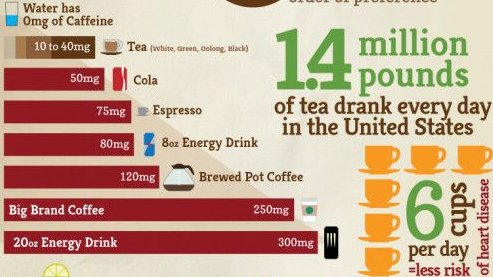 order of preference
Water has
0mg of Caffeine
10 to 40mg Tea (White, Green, Oolong, Black)
50mg Cola
75mg Espresso
80mg 8oz Energy Drink
120mg Brewed Pot Coffee
Big Brand Coffee 250mg
20oz Energy Drink 300mg
1.4 million
pounds
of tea drank every day
in the United States
6 cups
per day
=less risk
of heart disease